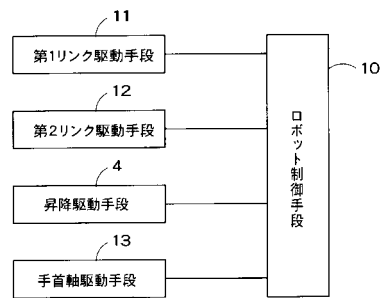 11
第1リンク駆動手段
12
第2リンク駆動手段
4
昇降駆動手段
13
手首軸駆動手段
10
ロボット制御手段